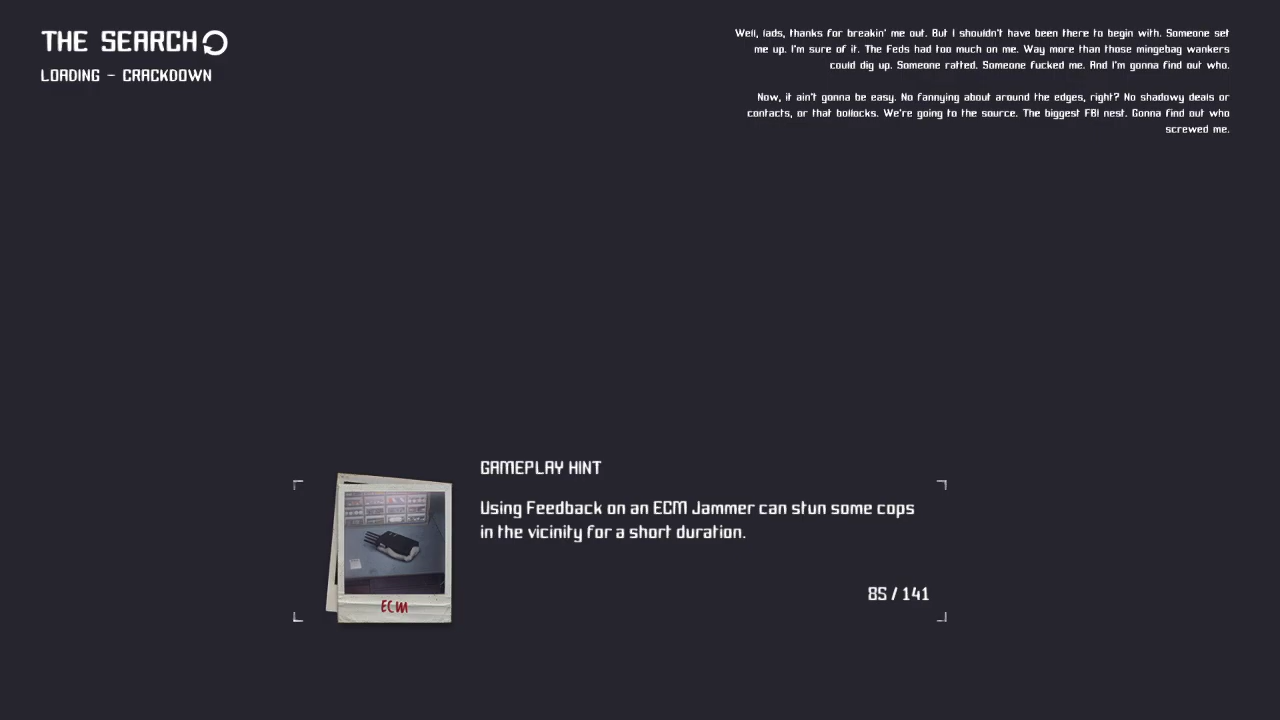 THE SEARCH
LOADING - CRACKDOWN
Well, lads, thanks for breakin' me out. But I shouldn't have been there to begin with. Someone set
me up. I'm sure of it. The Feds had too much on me. Way more than those mingebag wankers
could dig up. Someone ratted. Someone fucked me. And I'm gonna find out who.
Now, it ain't gonna be easy. No fannying about around the edges, right? No shadowy deals or
contacts, or that bollocks. We're going to the source. The biggest FBI nest. Gonna find out who
screwed me.
GAMEPLAY HINT
Using Feedback on an ECM Jammer can stun some cops
in the vicinity for a short duration.
85 / 141
ECM